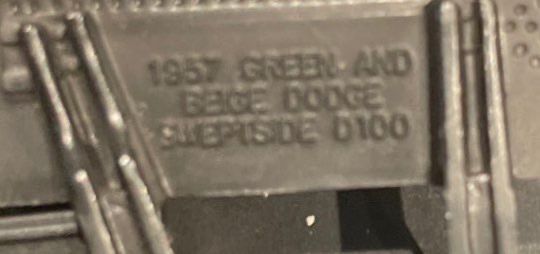 1957 GREEN AND
BEIGE DODGE
SWEPTSIDE D100